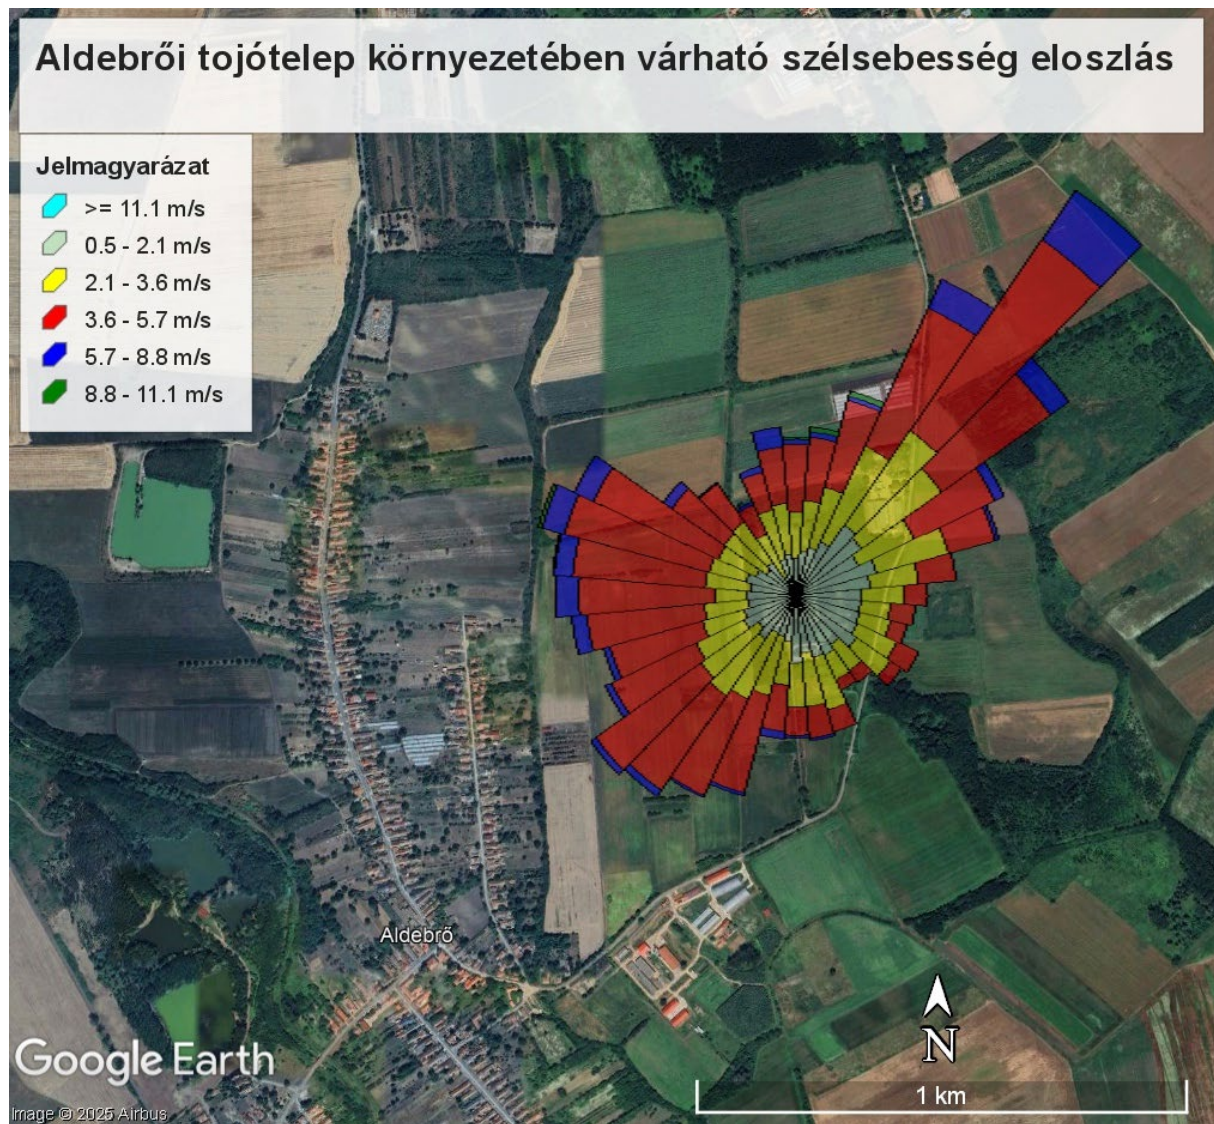 Aldebrői tojótelep környezetében várható szélsebesség eloszlás
Jelmagyarázat
>= 11.1 m/s
0.5 - 2.1 m/s
2.1 - 3.6 m/s
3.6 - 5.7 m/s
5.7 - 8.8 m/s
8.8 - 11.1 m/s
Aldebrő
N
Google Earth
1 km
Image © 2025 Airbus